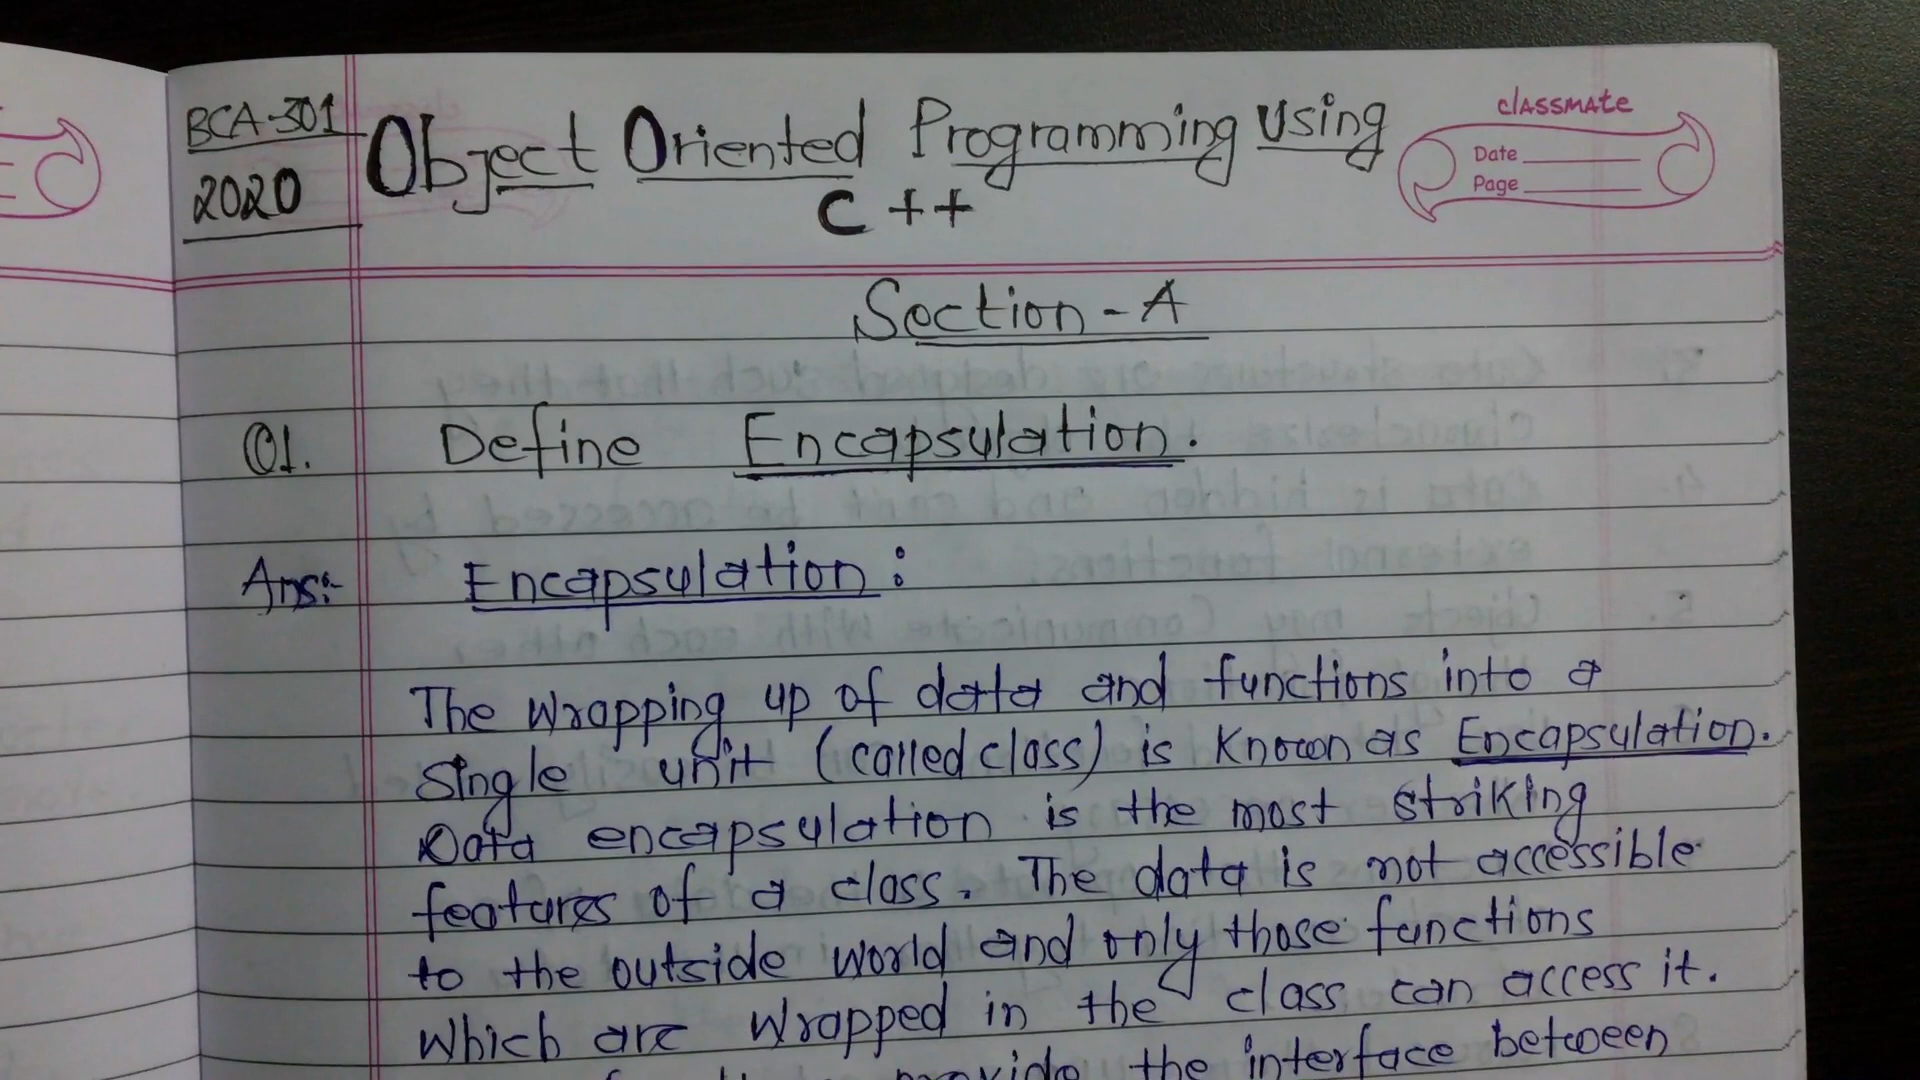 BCA-301
2020
Object Oriented Programming Using
C++
classmate
Date
Page
Section-A
Q1. Define Encapsulation.
Ans:- Encapsulation:
The wrapping up of data and functions into a
single unit (called class) is known as Encapsulation.
Data encapsulation is the most striking
features of a class. The data is not accessible
to the outside world and only those functions
which are wrapped in the class can access it.
provide the interface between